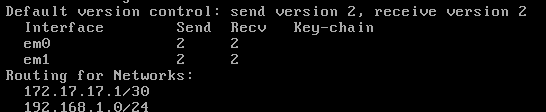 Default version control: send version 2, receive version 2
Interface Send Recv Key-chain
em0 2 2
em1 2 2
Routing for Networks:
172.17.17.1/30
192.168.1.0/24